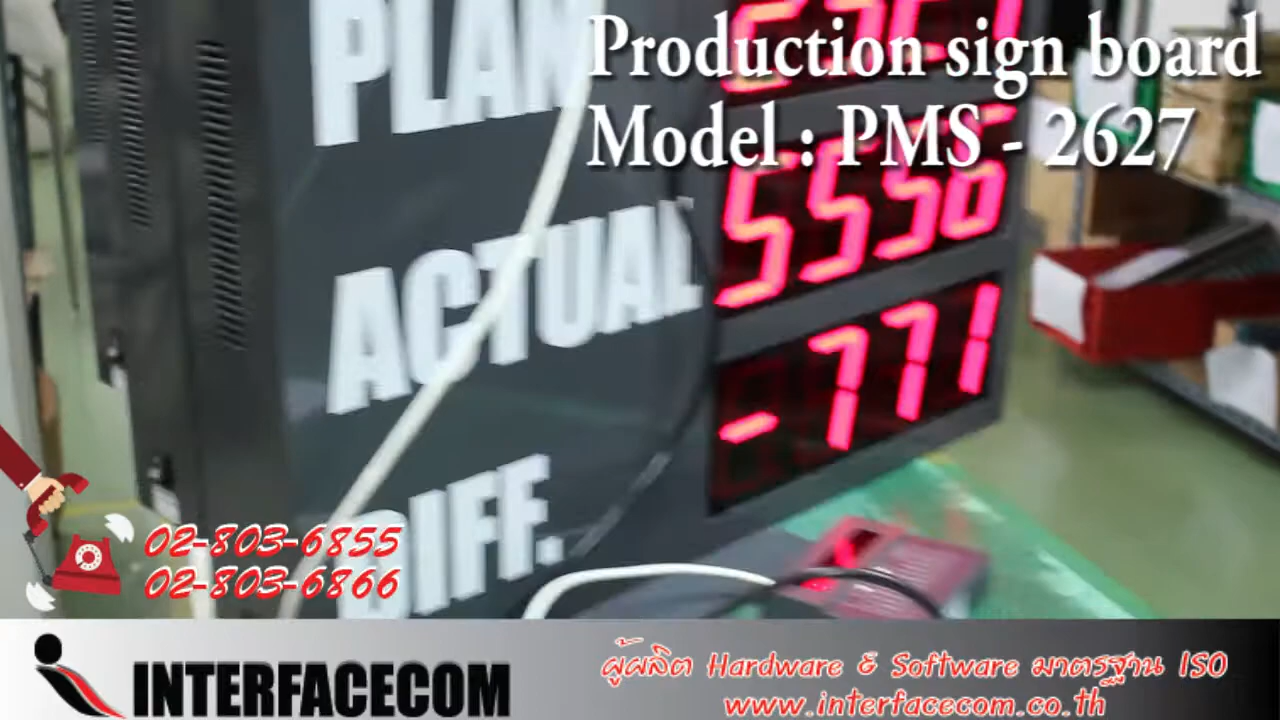 Production sign board
Model : PMS - 2627
PLAN
ACTUAL
5556
-771
DIFF.
02-803-6855
02-803-6866
INTERFACECOM
ผู้ผลิต Hardware & Software มาตรฐาน ISO
www.interfacecom.co.th